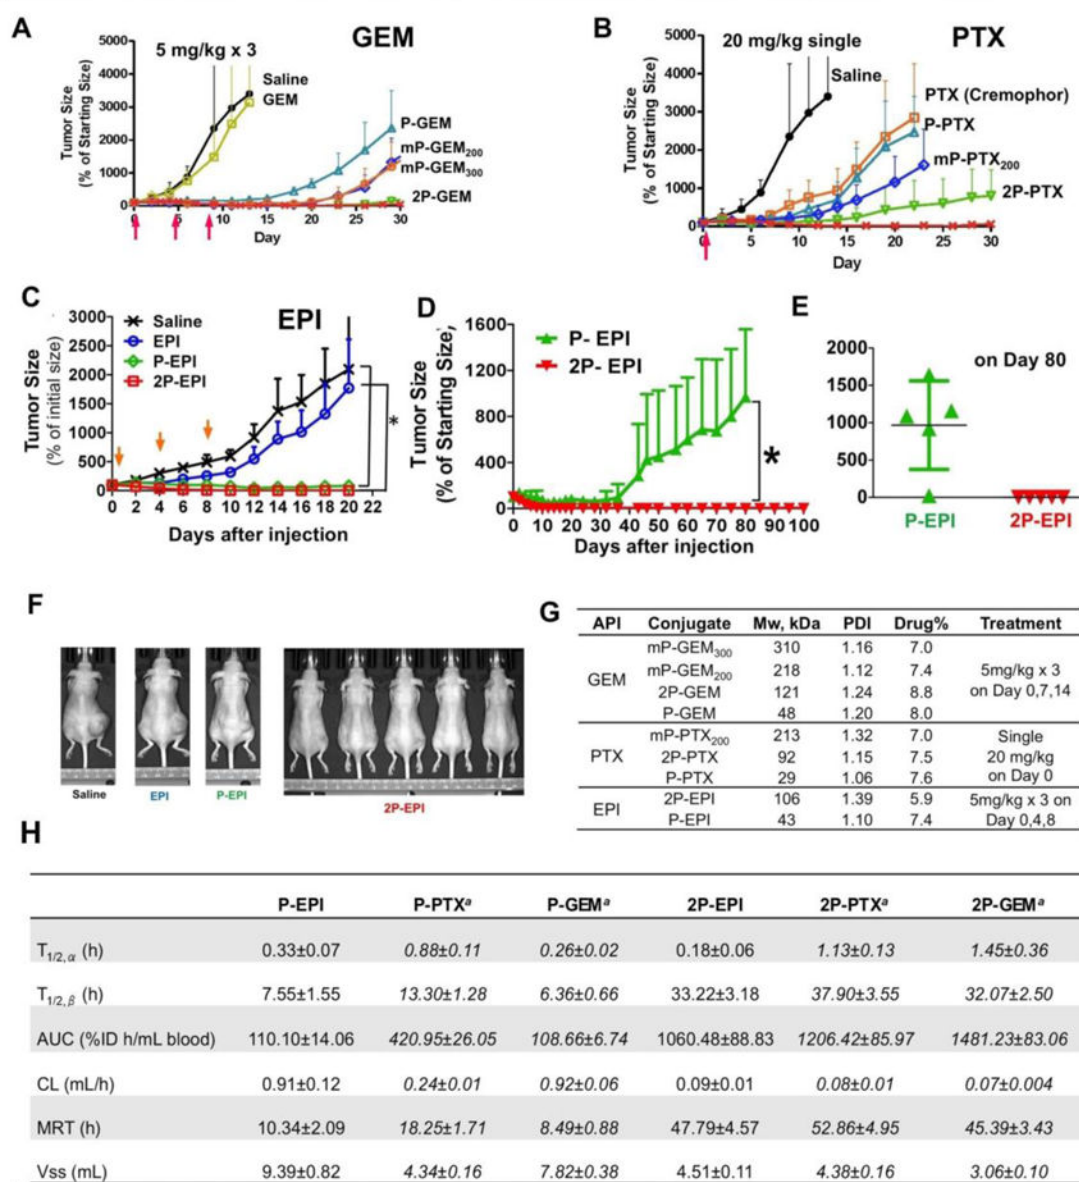 A
GEM
5 mg/kg x 3
Tumor Size
(% of Starting Size)
5000
4000
3000
2000
1000
0
Saline
GEM
P-GEM
mP-GEM200
mP-GEM300
2P-GEM
0 5 10 15 20 25 30
Day
B
PTX
20 mg/kg single
Tumor Size
(% of Starting Size)
5000
4000
3000
2000
1000
0
Saline
PTX (Cremophor)
P-PTX
mP-PTX200
2P-PTX
0 5 10 15 20 25 30
Day
C
EPI
Tumor Size
(% of initial size)
3000
2500
2000
1500
1000
500
0
Saline
EPI
P-EPI
2P-EPI
*
0 2 4 6 8 10 12 14 16 18 20 22
Days after injection
D
Tumor Size,
(% of Starting Size)
1600
1200
800
400
0
P- EPI
2P- EPI
*
0 10 20 30 40 50 60 70 80 90 100
Days after injection
E
on Day 80
2000
1500
1000
500
0
P-EPI 2P-EPI
F
Saline EPI P-EPI 2P-EPI
G
API Conjugate Mw, kDa PDI Drug% Treatment
GEM
mP-GEM300 310 1.16 7.0
mP-GEM200 218 1.12 7.4
2P-GEM 121 1.24 8.8
P-GEM 48 1.20 8.0
5mg/kg x 3
on Day 0,7,14
PTX
mP-PTX200 213 1.32 7.0
2P-PTX 92 1.15 7.5
P-PTX 29 1.06 7.6
Single
20 mg/kg
on Day 0
EPI
2P-EPI 106 1.39 5.9
P-EPI 43 1.10 7.4
5mg/kg x 3 on
Day 0,4,8
H
P-EPI P-PTXa P-GEMa 2P-EPI 2P-PTXa 2P-GEMa
T1/2,α (h) 0.33±0.07 0.88±0.11 0.26±0.02 0.18±0.06 1.13±0.13 1.45±0.36
T1/2,β (h) 7.55±1.55 13.30±1.28 6.36±0.66 33.22±3.18 37.90±3.55 32.07±2.50
AUC (%ID h/mL blood) 110.10±14.06 420.95±26.05 108.66±6.74 1060.48±88.83 1206.42±85.97 1481.23±83.06
CL (mL/h) 0.91±0.12 0.24±0.01 0.92±0.06 0.09±0.01 0.08±0.01 0.07±0.004
MRT (h) 10.34±2.09 18.25±1.71 8.49±0.88 47.79±4.57 52.86±4.95 45.39±3.43
Vss (mL) 9.39±0.82 4.34±0.16 7.82±0.38 4.51±0.11 4.38±0.16 3.06±0.10